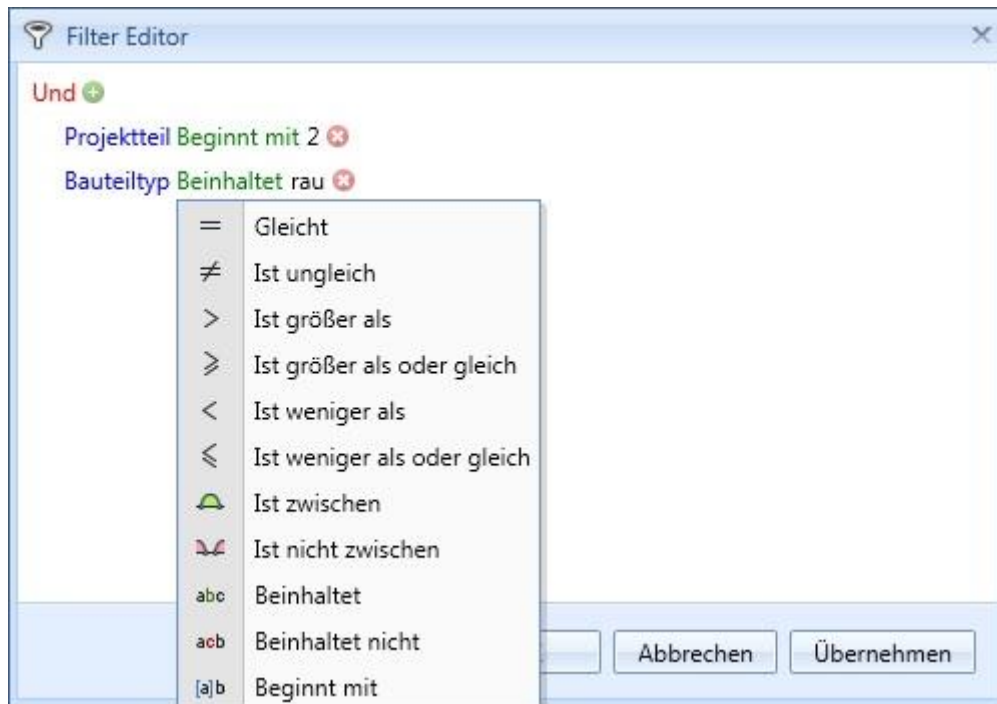 Filter Editor
Und
Projektteil Beginnt mit 2
Bauteiltyp Beinhaltet rau
= Gleicht
≠ Ist ungleich
> Ist größer als
⩾ Ist größer als oder gleich
< Ist weniger als
⩽ Ist weniger als oder gleich
Ist zwischen
Ist nicht zwischen
abc Beinhaltet
acb Beinhaltet nicht
[a]b Beginnt mit
Abbrechen Übernehmen